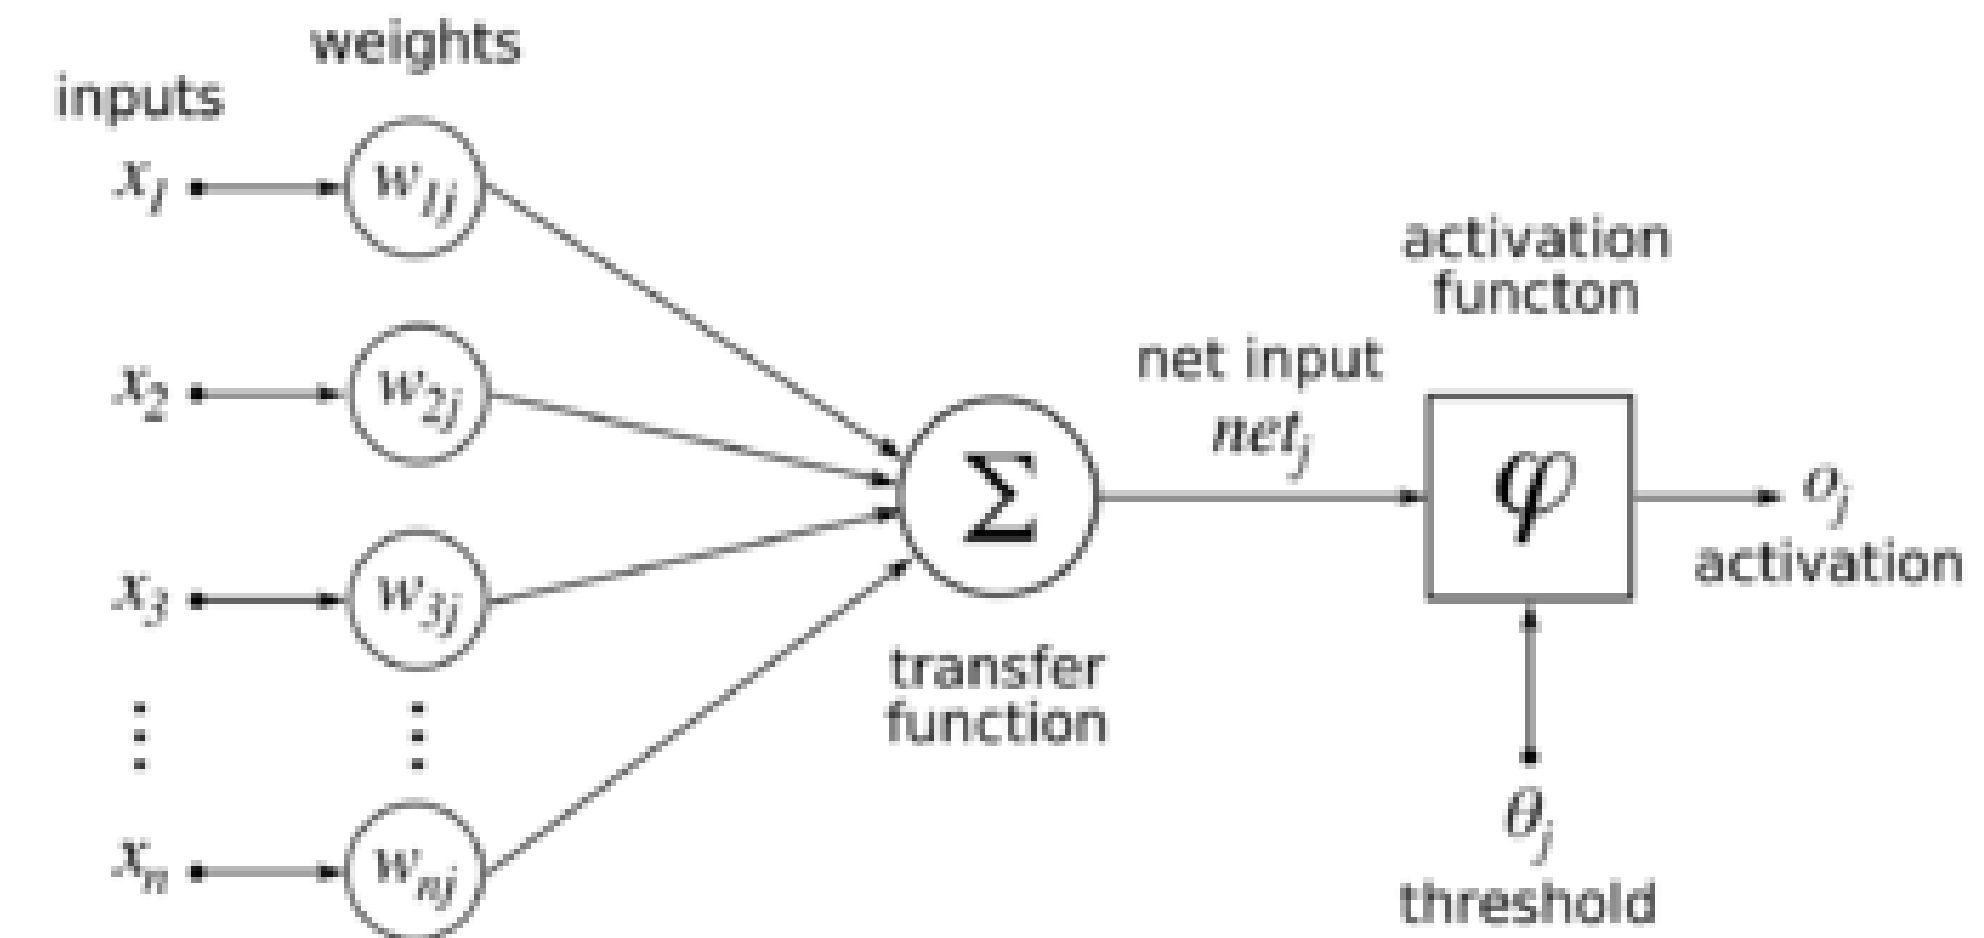 weights
inputs
x₁ w₁ⱼ
activation
functon
x₂ w₂ⱼ
net input
netⱼ
Σ φ oⱼ
activation
x₃ w₃ⱼ
transfer
function
xₙ wₙⱼ
θⱼ
threshold